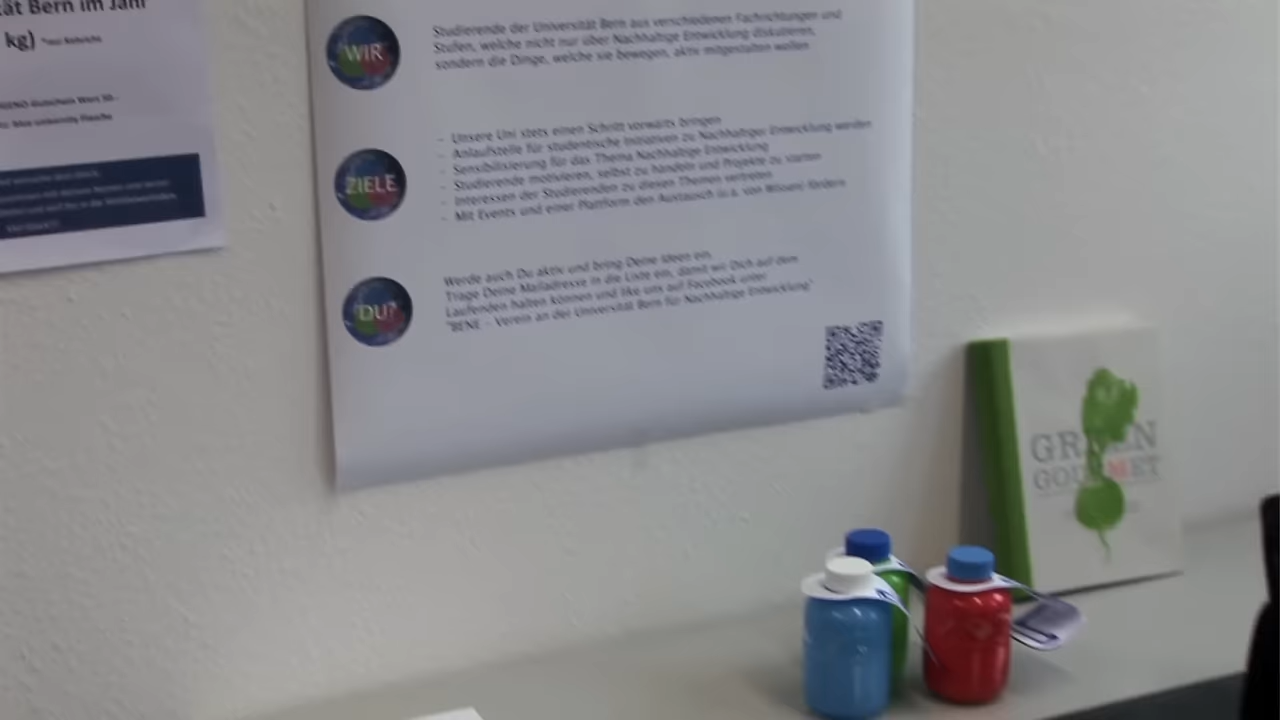 ät Bern im Jahr
kg)
WIR
Studierende der Universität Bern aus verschiedenen Fachrichtungen und
Stufen, welche nicht nur über Nachhaltige Entwicklung diskutieren,
sondern die Dinge, welche sie bewegen, aktiv mitgestalten wollen
ZIELE
- Unsere Uni stets einen Schritt vorwärts bringen
- Anlaufstelle für studentische Initiativen zu Nachhaltiger Entwicklung werden
- Sensibilisierung für das Thema Nachhaltige Entwicklung
- Studierende motivieren, selbst zu handeln und Projekte zu starten
- Interessen der Studierenden zu diesen Themen vertreten
- Mit Events und einer Plattform den Austausch (u.a. von Wissen) fördern
DU?
Werde auch Du aktiv und bring Deine Ideen ein.
Trage Deine Mailadresse in die Liste ein, damit wir Dich auf dem
Laufenden halten können und like uns auf Facebook unter
"BENE – Verein an der Universität Bern für Nachhaltige Entwicklung"
GREEN
GOURMET